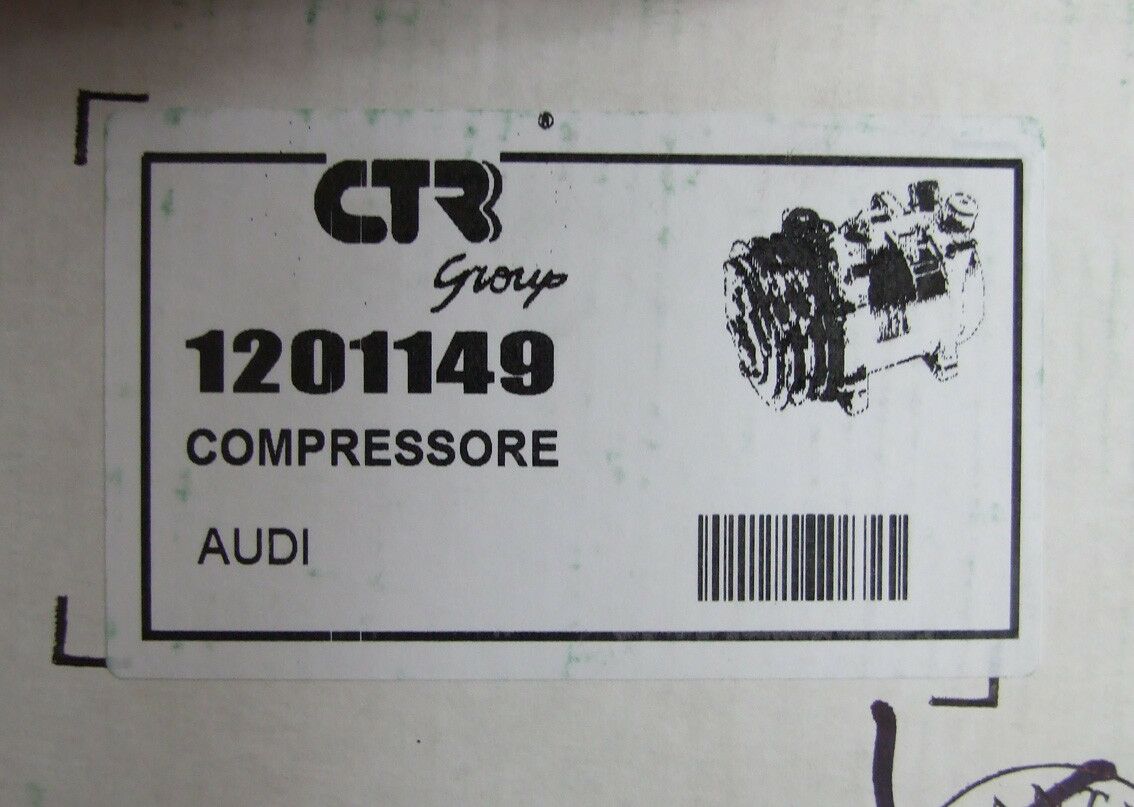 ®
CTR
Group
1201149
COMPRESSORE
AUDI